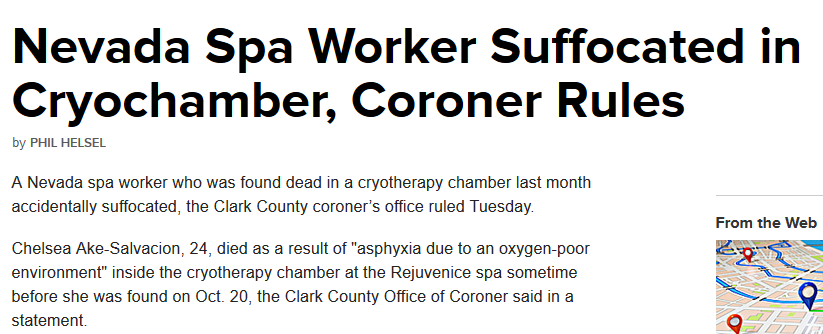 Nevada Spa Worker Suffocated in
Cryochamber, Coroner Rules
by PHIL HELSEL
A Nevada spa worker who was found dead in a cryotherapy chamber last month
accidentally suffocated, the Clark County coroner’s office ruled Tuesday.
From the Web
Chelsea Ake-Salvacion, 24, died as a result of "asphyxia due to an oxygen-poor
environment" inside the cryotherapy chamber at the Rejuvenice spa sometime
before she was found on Oct. 20, the Clark County Office of Coroner said in a
statement.